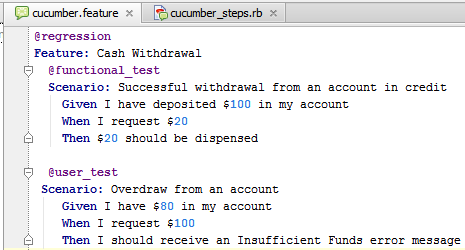 cucumber.feature cucumber_steps.rb
@regression
Feature: Cash Withdrawal
@functional_test
Scenario: Successful withdrawal from an account in credit
Given I have deposited $100 in my account
When I request $20
Then $20 should be dispensed
@user_test
Scenario: Overdraw from an account
Given I have $80 in my account
When I request $100
Then I should receive an Insufficient Funds error message